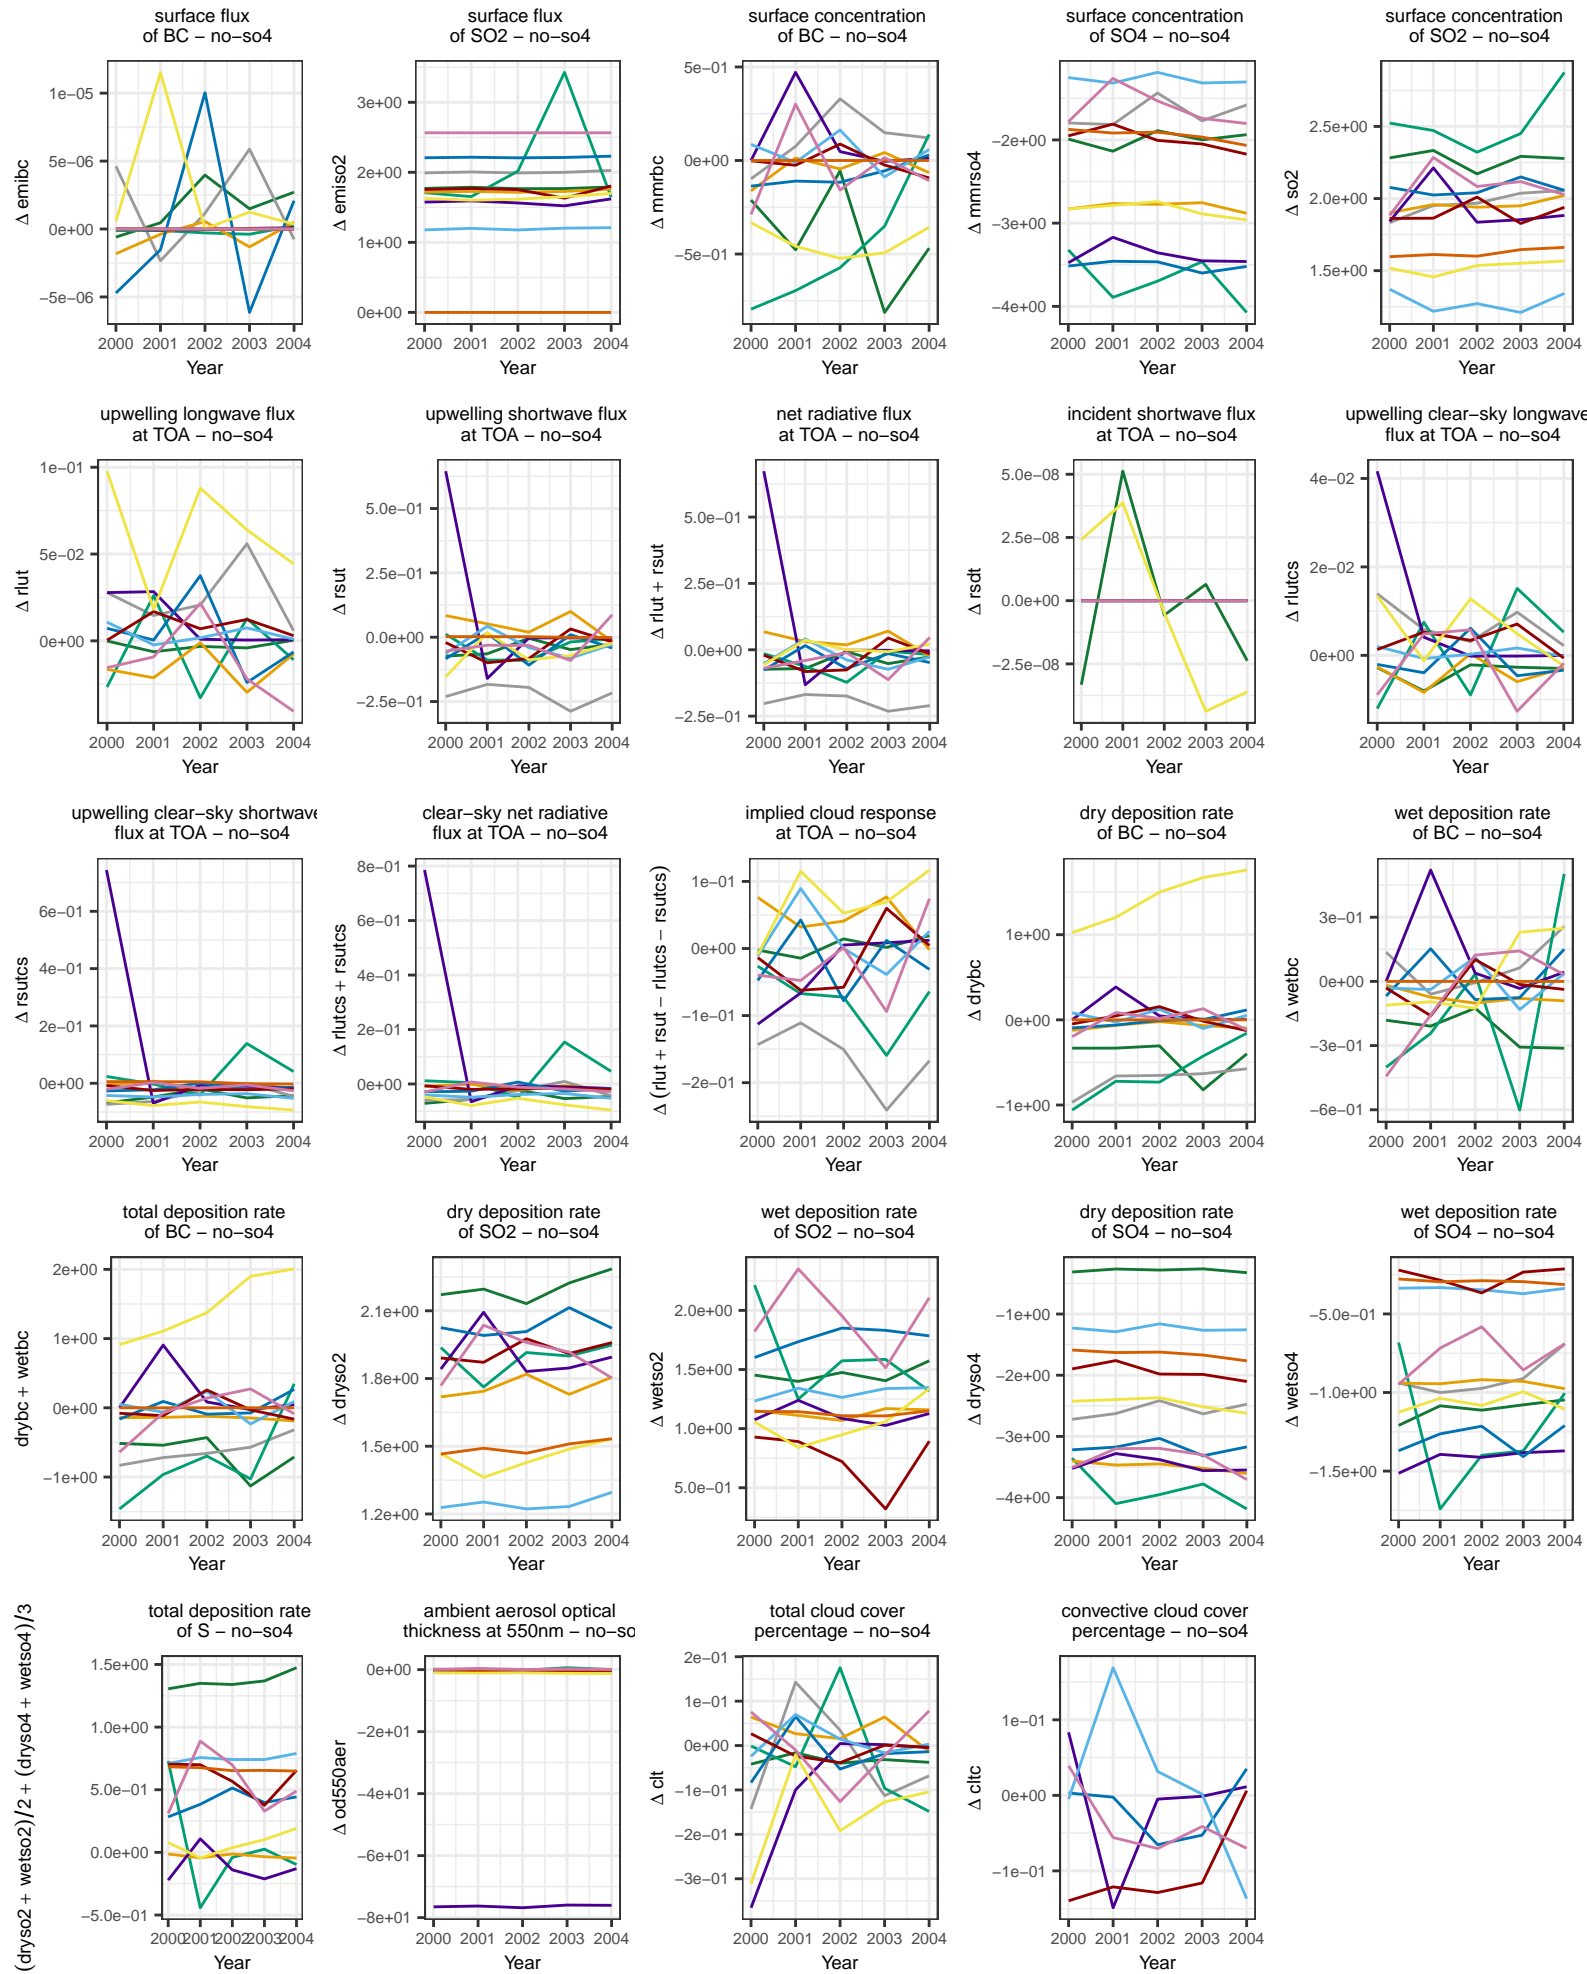 surface flux
of BC − no−so4
Δ emibc
1e−05
5e−06
0e+00
−5e−06
2000 2001 2002 2003 2004
Year
surface flux
of SO2 − no−so4
Δ emiso2
3e+00
2e+00
1e+00
0e+00
2000 2001 2002 2003 2004
Year
surface concentration
of BC − no−so4
Δ mmrbc
5e−01
0e+00
−5e−01
2000 2001 2002 2003 2004
Year
surface concentration
of SO4 − no−so4
Δ mmrso4
−2e+00
−3e+00
−4e+00
2000 2001 2002 2003 2004
Year
surface concentration
of SO2 − no−so4
Δ so2
2.5e+00
2.0e+00
1.5e+00
2000 2001 2002 2003 2004
Year
upwelling longwave flux
at TOA − no−so4
Δ rlut
1e−01
5e−02
0e+00
2000 2001 2002 2003 2004
Year
upwelling shortwave flux
at TOA − no−so4
Δ rsut
5.0e−01
2.5e−01
0.0e+00
−2.5e−01
2000 2001 2002 2003 2004
Year
net radiative flux
at TOA − no−so4
Δ rlut + rsut
5.0e−01
2.5e−01
0.0e+00
−2.5e−01
2000 2001 2002 2003 2004
Year
incident shortwave flux
at TOA − no−so4
Δ rsdt
5.0e−08
2.5e−08
0.0e+00
−2.5e−08
2000 2001 2002 2003 2004
Year
upwelling clear−sky longwave
flux at TOA − no−so4
Δ rlutcs
4e−02
2e−02
0e+00
2000 2001 2002 2003 2004
Year
upwelling clear−sky shortwave
flux at TOA − no−so4
Δ rsutcs
6e−01
4e−01
2e−01
0e+00
2000 2001 2002 2003 2004
Year
clear−sky net radiative
flux at TOA − no−so4
Δ rlutcs + rsutcs
8e−01
6e−01
4e−01
2e−01
0e+00
2000 2001 2002 2003 2004
Year
implied cloud response
at TOA − no−so4
Δ (rlut + rsut − rlutcs − rsutcs)
1e−01
0e+00
−1e−01
−2e−01
2000 2001 2002 2003 2004
Year
dry deposition rate
of BC − no−so4
Δ drybc
1e+00
0e+00
−1e+00
2000 2001 2002 2003 2004
Year
wet deposition rate
of BC − no−so4
Δ wetbc
3e−01
0e+00
−3e−01
−6e−01
2000 2001 2002 2003 2004
Year
total deposition rate
of BC − no−so4
drybc + wetbc
2e+00
1e+00
0e+00
−1e+00
2000 2001 2002 2003 2004
Year
dry deposition rate
of SO2 − no−so4
Δ dryso2
2.1e+00
1.8e+00
1.5e+00
1.2e+00
2000 2001 2002 2003 2004
Year
wet deposition rate
of SO2 − no−so4
Δ wetso2
2.0e+00
1.5e+00
1.0e+00
5.0e−01
2000 2001 2002 2003 2004
Year
dry deposition rate
of SO4 − no−so4
Δ dryso4
−1e+00
−2e+00
−3e+00
−4e+00
2000 2001 2002 2003 2004
Year
wet deposition rate
of SO4 − no−so4
Δ wetso4
−5.0e−01
−1.0e+00
−1.5e+00
2000 2001 2002 2003 2004
Year
total deposition rate
of S − no−so4
(dryso2 + wetso2)/2 + (dryso4 + wetso4)/3
1.5e+00
1.0e+00
5.0e−01
0.0e+00
−5.0e−01
2000 2001 2002 2003 2004
Year
ambient aerosol optical
thickness at 550nm − no−so
Δ od550aer
0e+00
−2e+01
−4e+01
−6e+01
−8e+01
2000 2001 2002 2003 2004
Year
total cloud cover
percentage − no−so4
Δ clt
2e−01
1e−01
0e+00
−1e−01
−2e−01
−3e−01
2000 2001 2002 2003 2004
Year
convective cloud cover
percentage − no−so4
Δ cltc
1e−01
0e+00
−1e−01
2000 2001 2002 2003 2004
Year